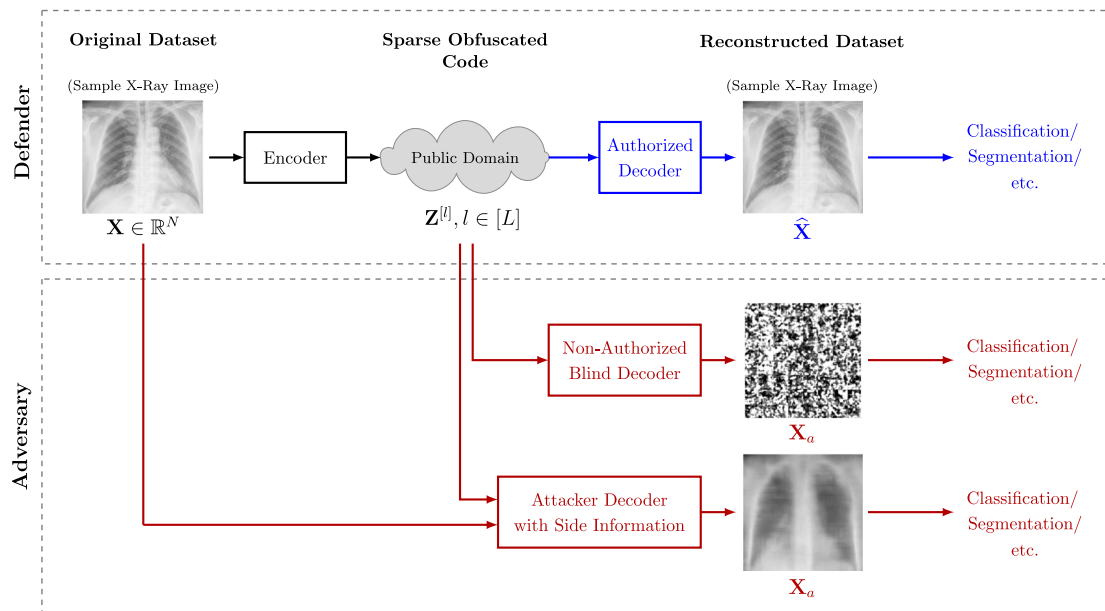 Original Dataset
Sparse Obfuscated
Code
Reconstructed Dataset
(Sample X-Ray Image)
(Sample X-Ray Image)
Defender
Encoder
Public Domain
Authorized
Decoder
Classification/
Segmentation/
etc.
X ∈ ℝ^N
Z^[l], l ∈ [L]
X̂
Adversary
Non-Authorized
Blind Decoder
Classification/
Segmentation/
etc.
X_a
Attacker Decoder
with Side Information
Classification/
Segmentation/
etc.
X_a